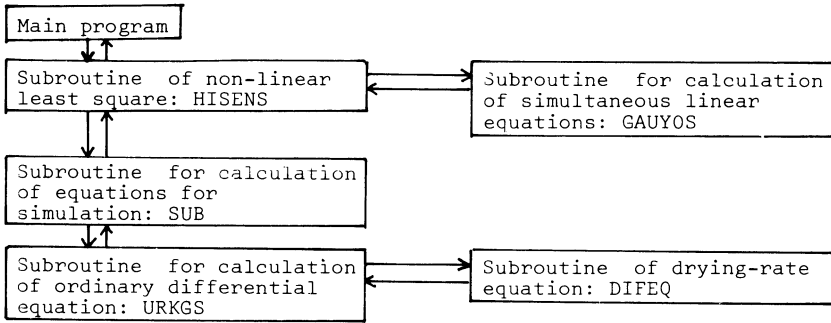 Main program
Subroutine of non-linear
least square: HISENS
Subroutine for calculation
of simultaneous linear
equations: GAUYOS
Subroutine for calculation
of equations for
simulation: SUB
Subroutine for calculation
of ordinary differential
equation: URKGS
Subroutine of drying-rate
equation: DIFEQ